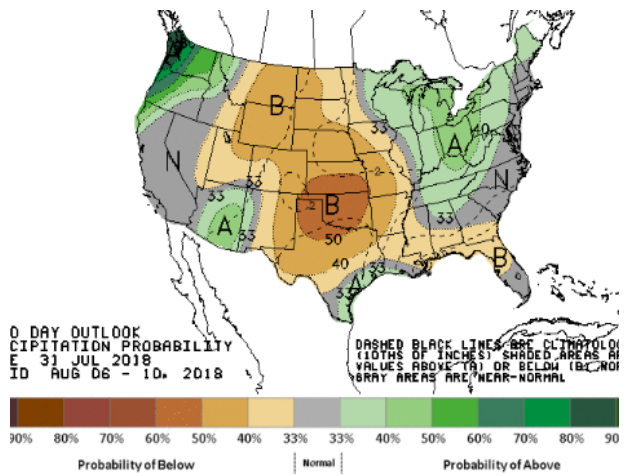 A
B
33
33
A
40
N
N
33
33
.2
A
33
.2
B
33
50
B
40
33
33
A
O DAY OUTLOOK
CIPITATION PROBABILITY
E 31 JUL 2018
ID AUG 06 - 10, 2018
DASHED BLACK LINES ARE CLIMATOLOG
(10THS OF INCHES) SHADED AREAS AR
VALUES ABOVE (A) OR BELOW (B) NOR
GRAY AREAS ARE NEAR-NORMAL
90% 80% 70% 60% 50% 40% 33% 33% 40% 50% 60% 70% 80% 90
Probability of Below Normal Probability of Above